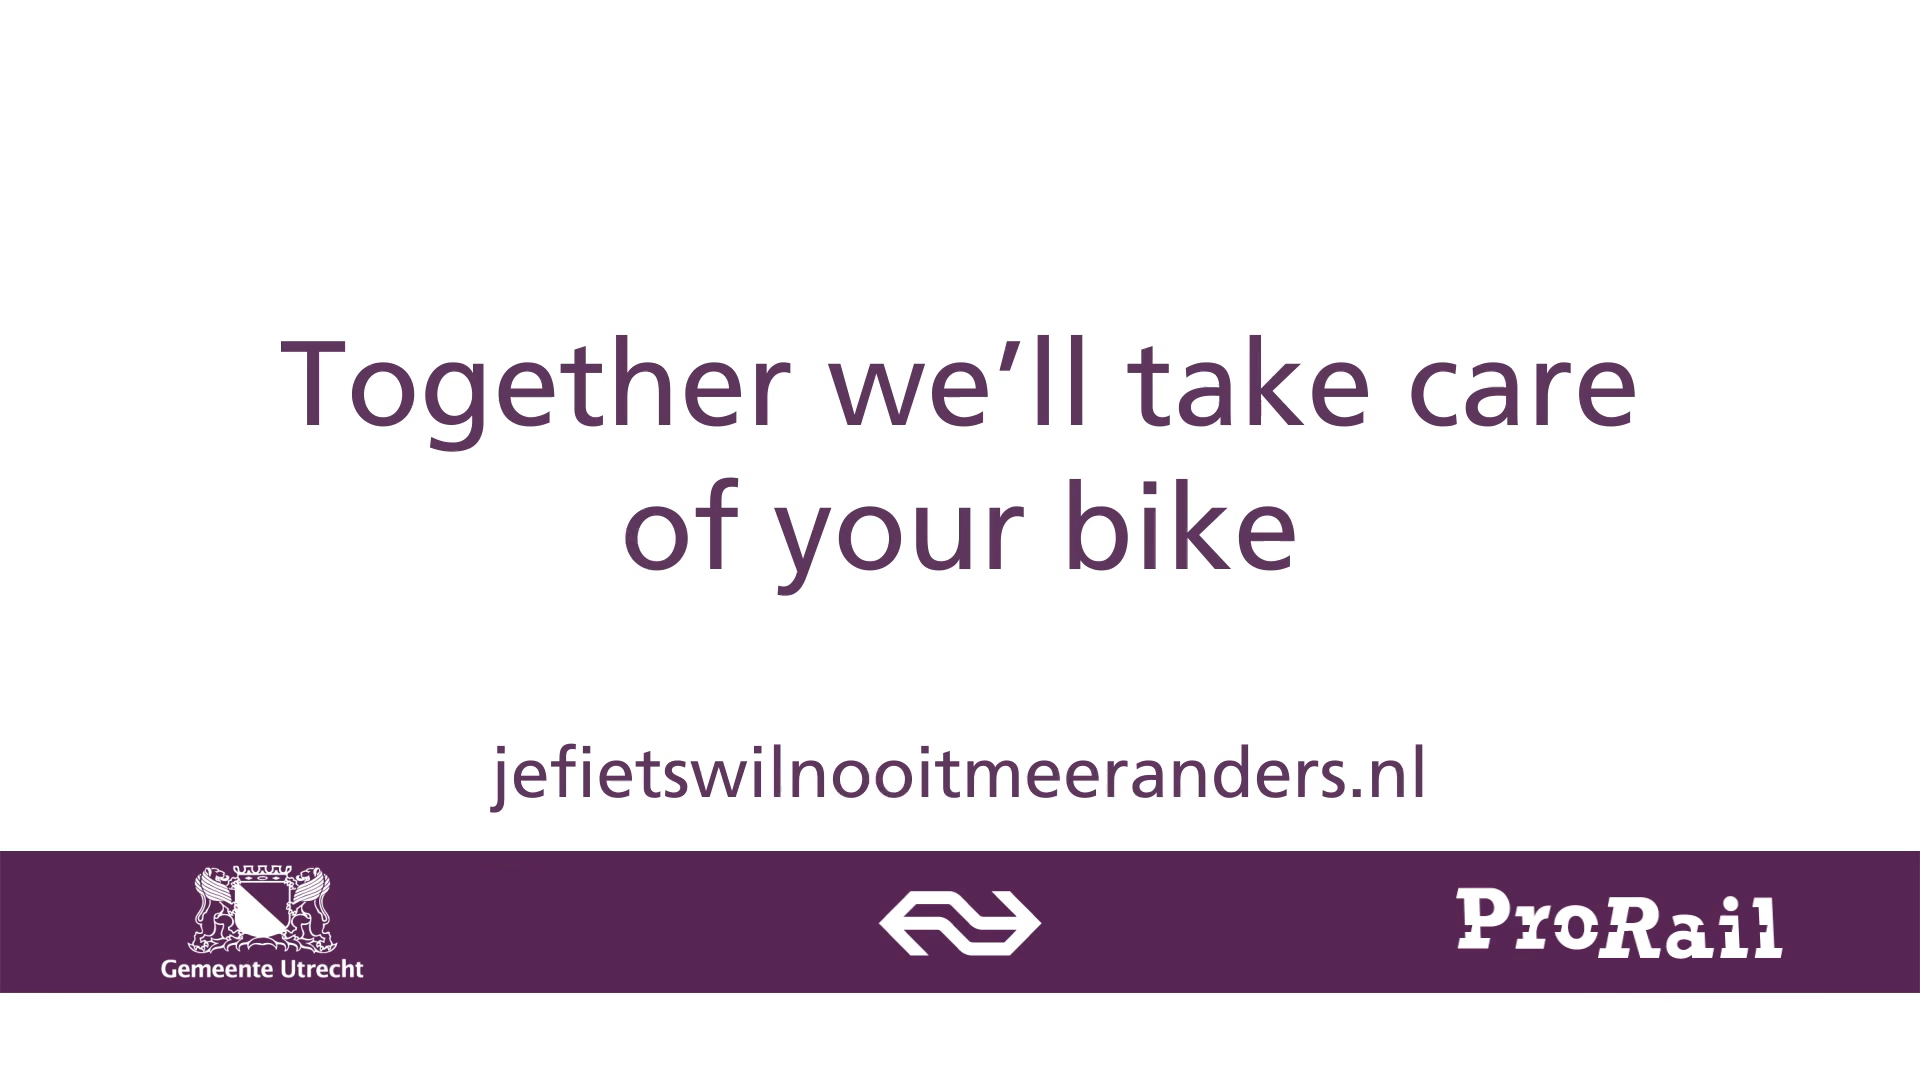 Together we’ll take care
of your bike
jefietswilnooitmeeranders.nl
Gemeente Utrecht
ProRail